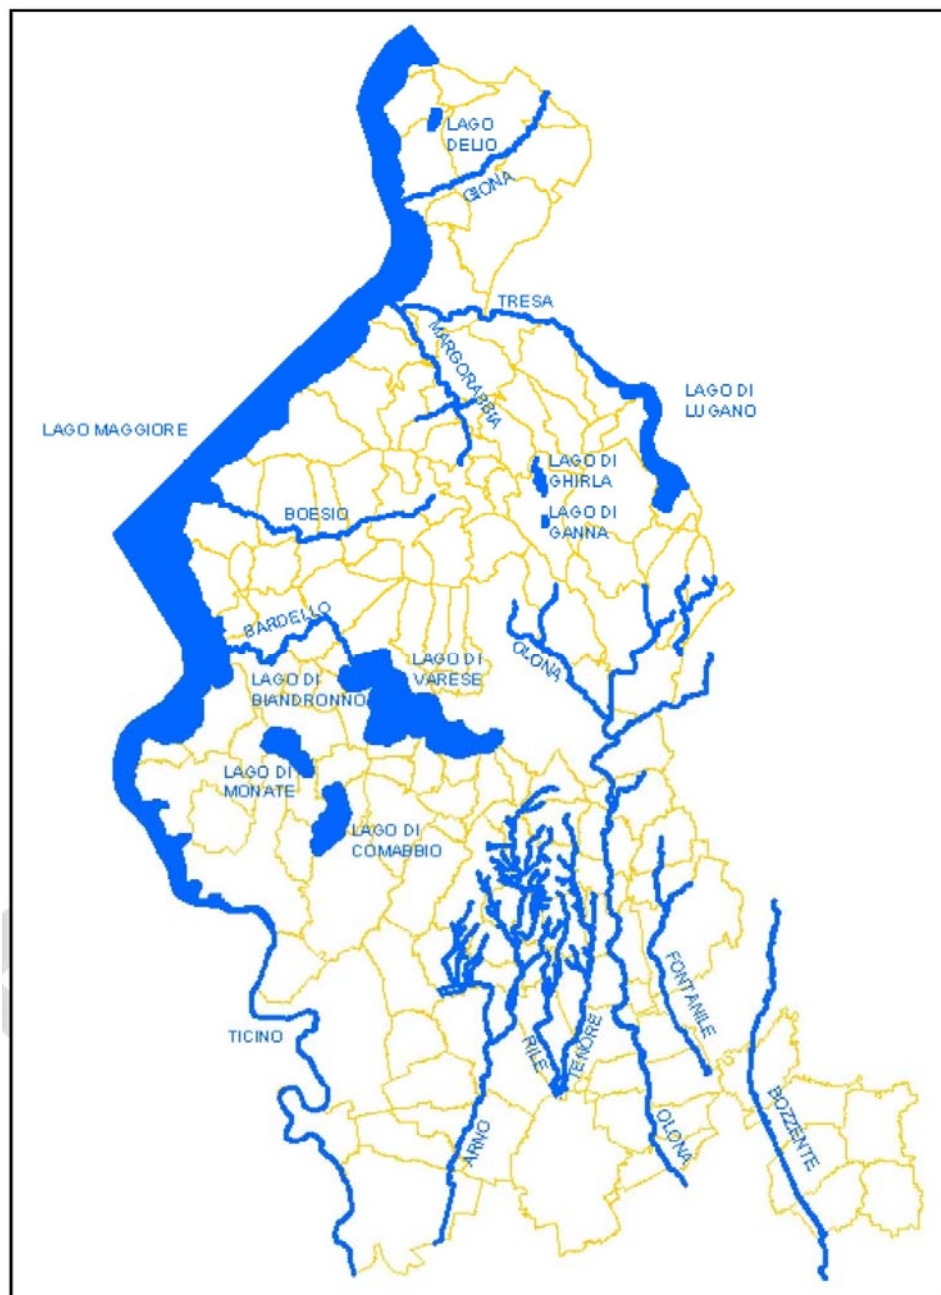 LAGO
DELIO
GIONA
TRESA
MARGORABBIA
LAGO DI
LUGANO
LAGO MAGGIORE
LAGO DI
GHIRLA
BOESIO
LAGO DI
GANNA
BARDELLO
OLONA
LAGO DI
VARESE
LAGO DI
BIANDRONNO
LAGO DI
MONATE
LAGO DI
COMABBIO
FONTANILE
TICINO
RILE
TENORE
ARNO
OLONA
BOZZENTE